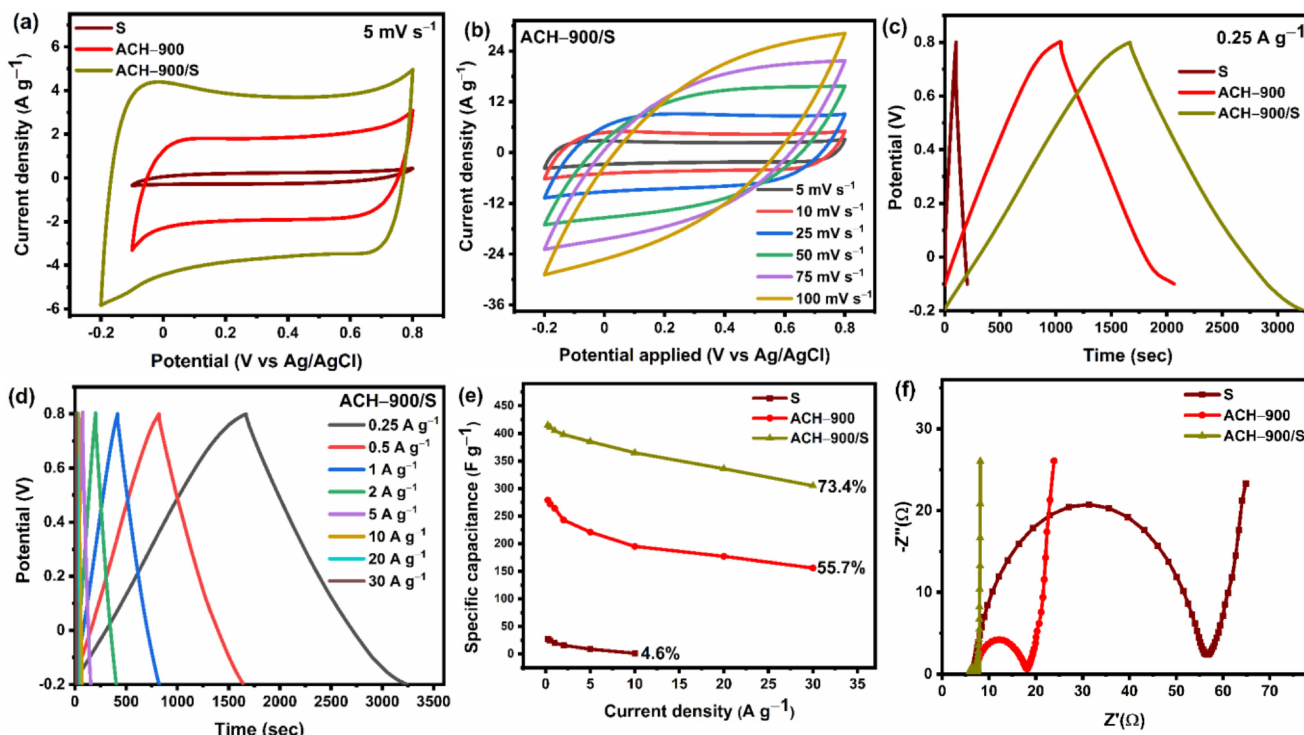 (a)
S
ACH−900
ACH−900/S
5 mV s⁻¹
6
4
2
0
-2
-4
-6
-0.2
0
0.2
0.4
0.6
0.8
Current density (A g⁻¹)
Potential (V vs Ag/AgCl)
(b)
ACH−900/S
24
12
0
-12
-24
-36
-0.2
0
0.2
0.4
0.6
0.8
5 mV s⁻¹
10 mV s⁻¹
25 mV s⁻¹
50 mV s⁻¹
75 mV s⁻¹
100 mV s⁻¹
Current density (A g⁻¹)
Potential applied (V vs Ag/AgCl)
(c)
0.25 A g⁻¹
S
ACH−900
ACH−900/S
0.8
0.4
0
-0.2
0
500
1000
1500
2000
2500
3000
Potential (V)
Time (sec)
(d)
ACH−900/S
0.25 A g⁻¹
0.5 A g⁻¹
1 A g⁻¹
2 A g⁻¹
5 A g⁻¹
10 A g⁻¹
20 A g⁻¹
30 A g⁻¹
0.8
0.6
0.4
0.2
0
-0.2
0
500
1000
1500
2000
2500
3000
3500
Potential (V)
Time (sec)
(e)
S
ACH−900
ACH−900/S
450
400
350
300
250
200
150
100
50
0
0
5
10
15
20
25
30
35
73.4%
55.7%
4.6%
Specific capacitance (F g⁻¹)
Current density (A g⁻¹)
(f)
S
ACH−900
ACH−900/S
30
20
10
0
0
10
20
30
40
50
60
70
-Z''(Ω)
Z'(Ω)